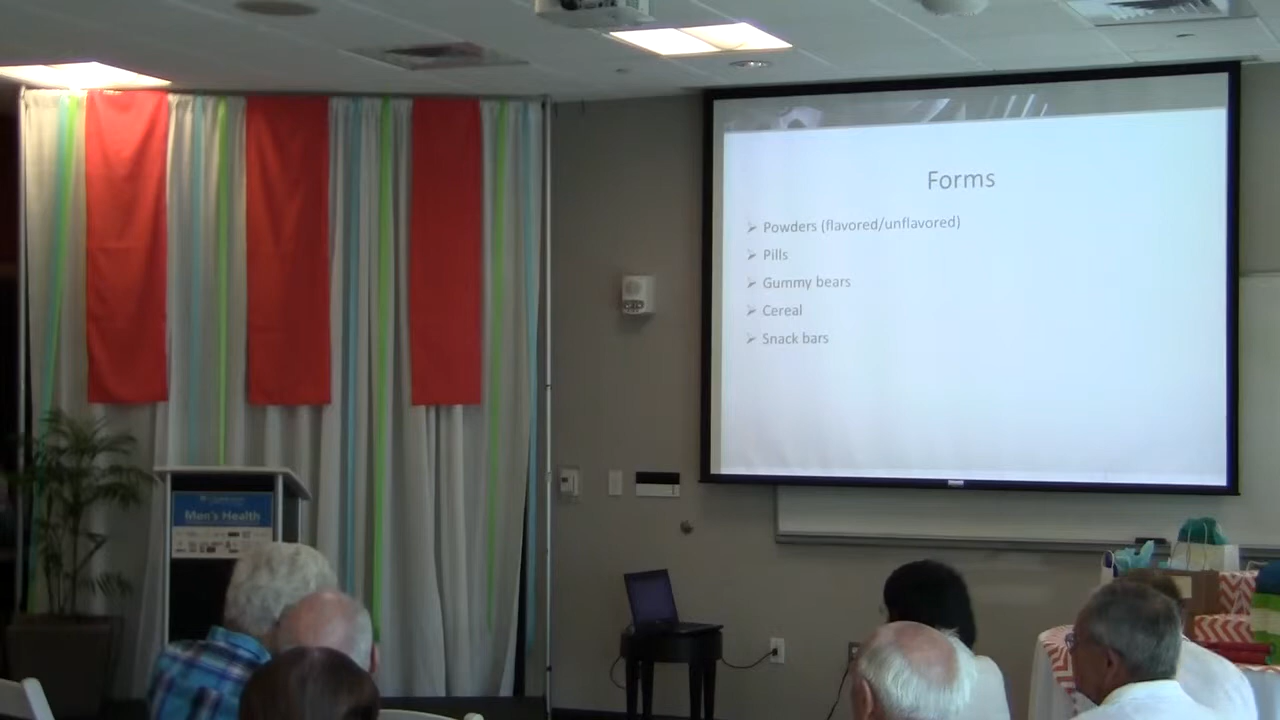 Forms
➢ Powders (flavored/unflavored)
➢ Pills
➢ Gummy bears
➢ Cereal
➢ Snack bars
Men's Health